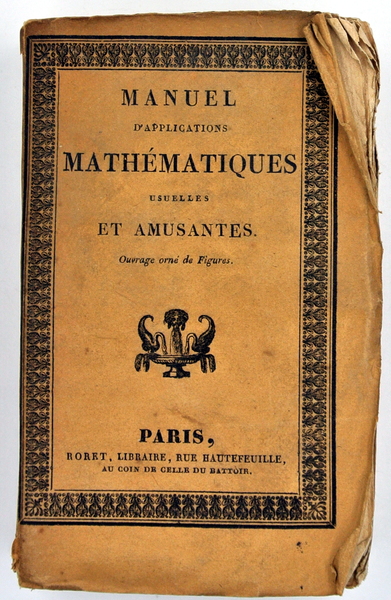 MANUEL
D'APPLICATIONS
MATHÉMATIQUES
USUELLES
ET AMUSANTES.
Ouvrage orné de Figures.
PARIS,
RORET, LIBRAIRE, RUE HAUTEFEUILLE,
AU COIN DE CELLE DU BATTOIR.